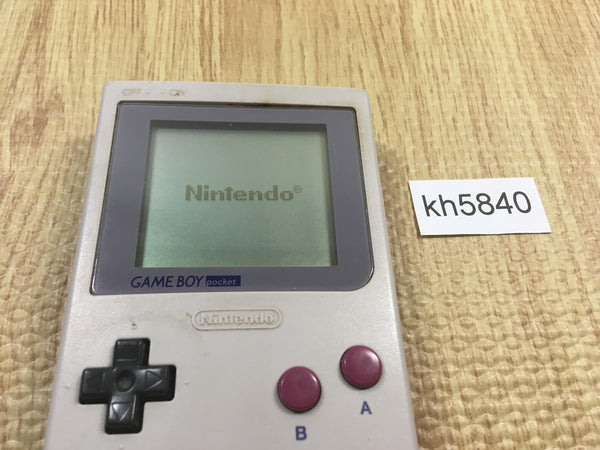 OFF ON
Nintendo®
kh5840
GAME BOY pocket
Nintendo
A
B